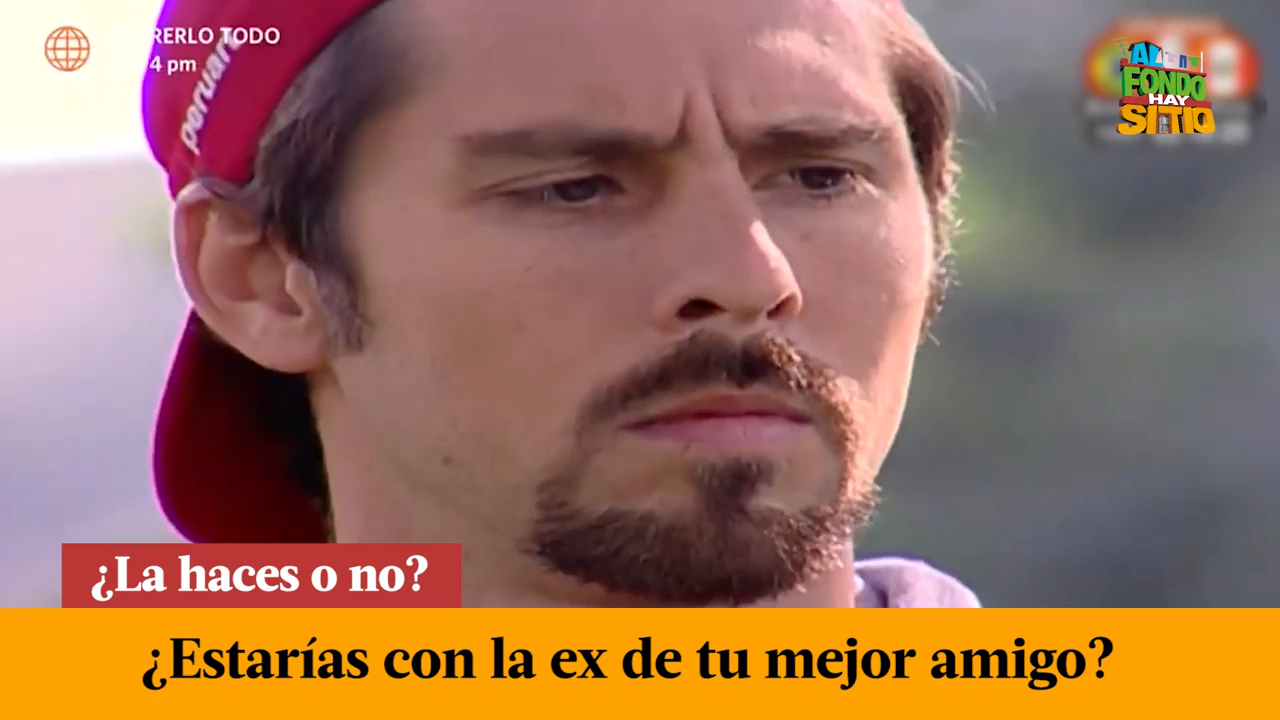 RERLO TODO
4 pm
peruan
AL
FONDO
HAY
SITIO
¿La haces o no?
¿Estarías con la ex de tu mejor amigo?